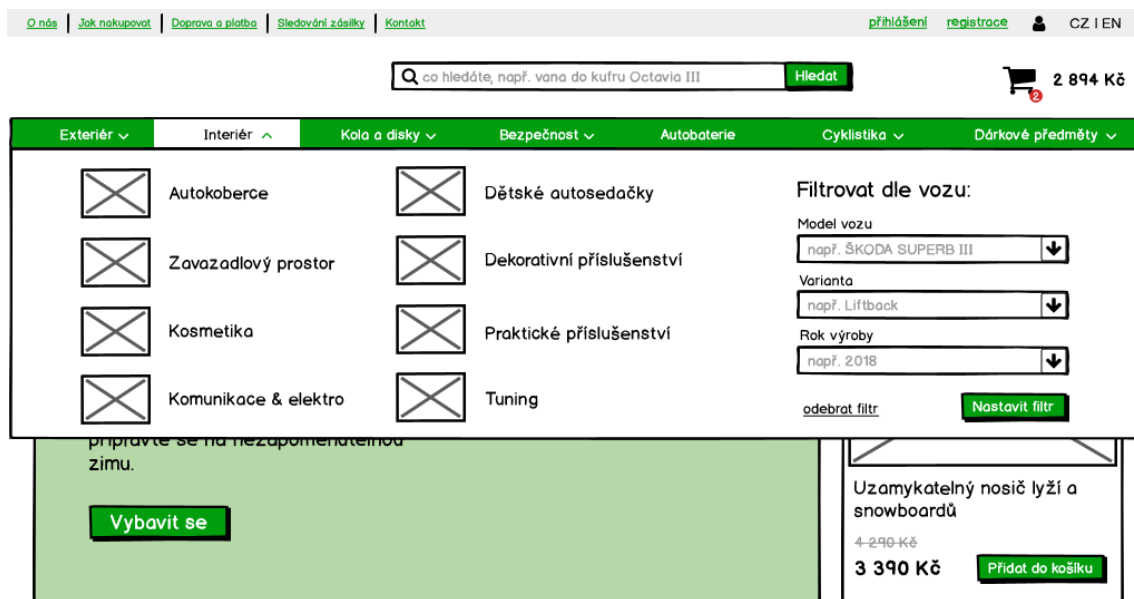 O nás Jak nakupovat Doprava a platba Sledování zásilky Kontakt přihlášení registrace CZ I EN
co hledáte, např. vana do kufru Octavia III Hledat 2 2 894 Kč
Exteriér Interiér Kola a disky Bezpečnost Autobaterie Cyklistika Dárkové předměty
Autokoberce
Zavazadlový prostor
Kosmetika
Komunikace & elektro
Dětské autosedačky
Dekorativní příslušenství
Praktické příslušenství
Tuning
Filtrovat dle vozu:
Model vozu
např. ŠKODA SUPERB III
Varianta
např. Liftback
Rok výroby
např. 2018
odebrat filtr Nastavit filtr
připravte se na nezapomenutelnou
zimu.
Vybavit se
Uzamykatelný nosič lyží a
snowboardů
4 290 Kč
3 390 Kč Přidat do košíku